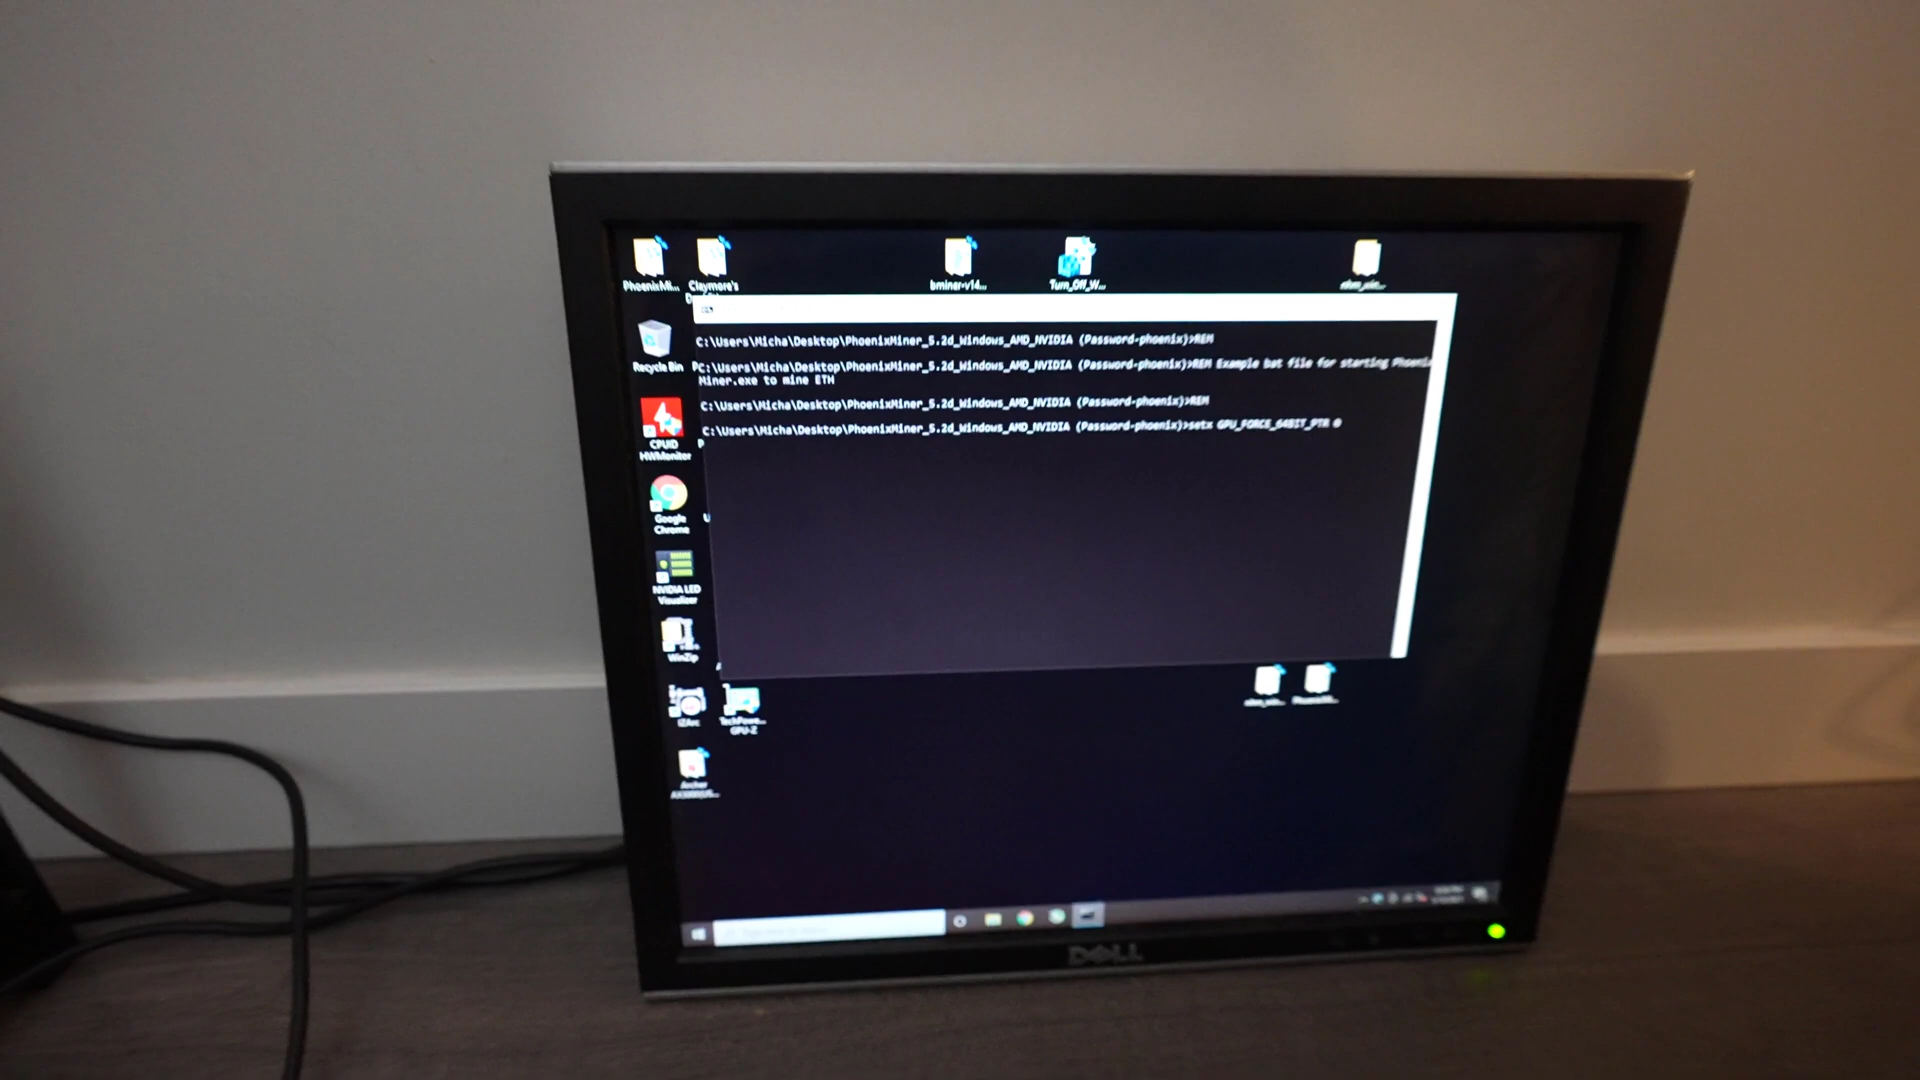 PhoenixMi...
Claymore's
bminer-v14...
Turn_Off_W...
C:\Users\Micha\Desktop\PhoenixMiner_5.2d_Windows_AMD_NVIDIA (Password-phoenix)>REM
C:\Users\Micha\Desktop\PhoenixMiner_5.2d_Windows_AMD_NVIDIA (Password-phoenix)>REM Example bat file for starting Phoenix
Miner.exe to mine ETH
C:\Users\Micha\Desktop\PhoenixMiner_5.2d_Windows_AMD_NVIDIA (Password-phoenix)>REM
C:\Users\Micha\Desktop\PhoenixMiner_5.2d_Windows_AMD_NVIDIA (Password-phoenix)>setx GPU_FORCE_64BIT_PTR 0
Recycle Bin
CPUID
HWMonitor
Google
Chrome
NVIDIA LED
Visualizer
WinZip
IZArc
TechPowe...
GPU-Z
Archer
PhoenixMi...
DELL